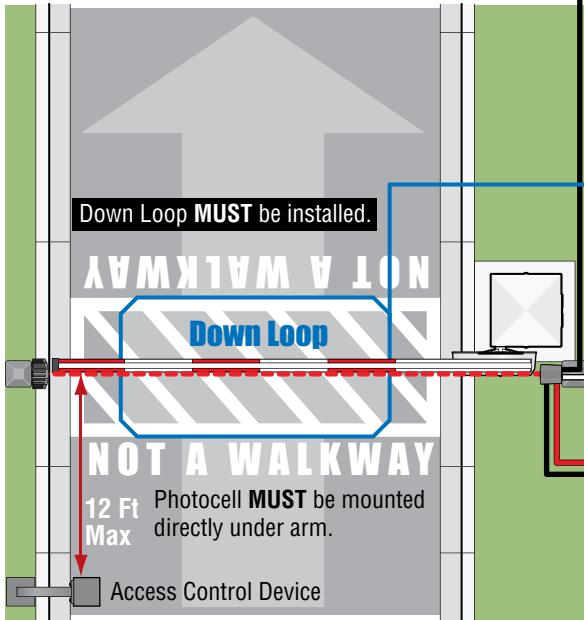 Down Loop MUST be installed.
NOT A WALKWAY
Down Loop
NOT A WALKWAY
12 Ft
Max
Photocell MUST be mounted
directly under arm.
Access Control Device